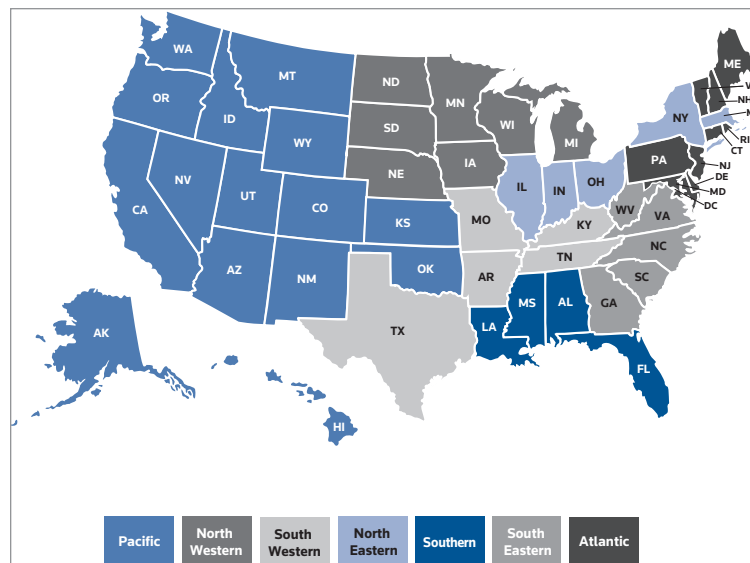 WA
ME
MT
ND
VT
MN
OR
NH
ID
WI
NY
SD
MI
RI
WY
CT
PA
IA
NJ
NE
DE
NV
OH
IL
IN
MD
UT
DC
CA
CO
WV
VA
KS
MO
KY
NC
TN
AZ
OK
NM
AR
SC
MS
AL
GA
TX
LA
AK
FL
HI
Pacific
North
Western
South
Western
North
Eastern
Southern
South
Eastern
Atlantic